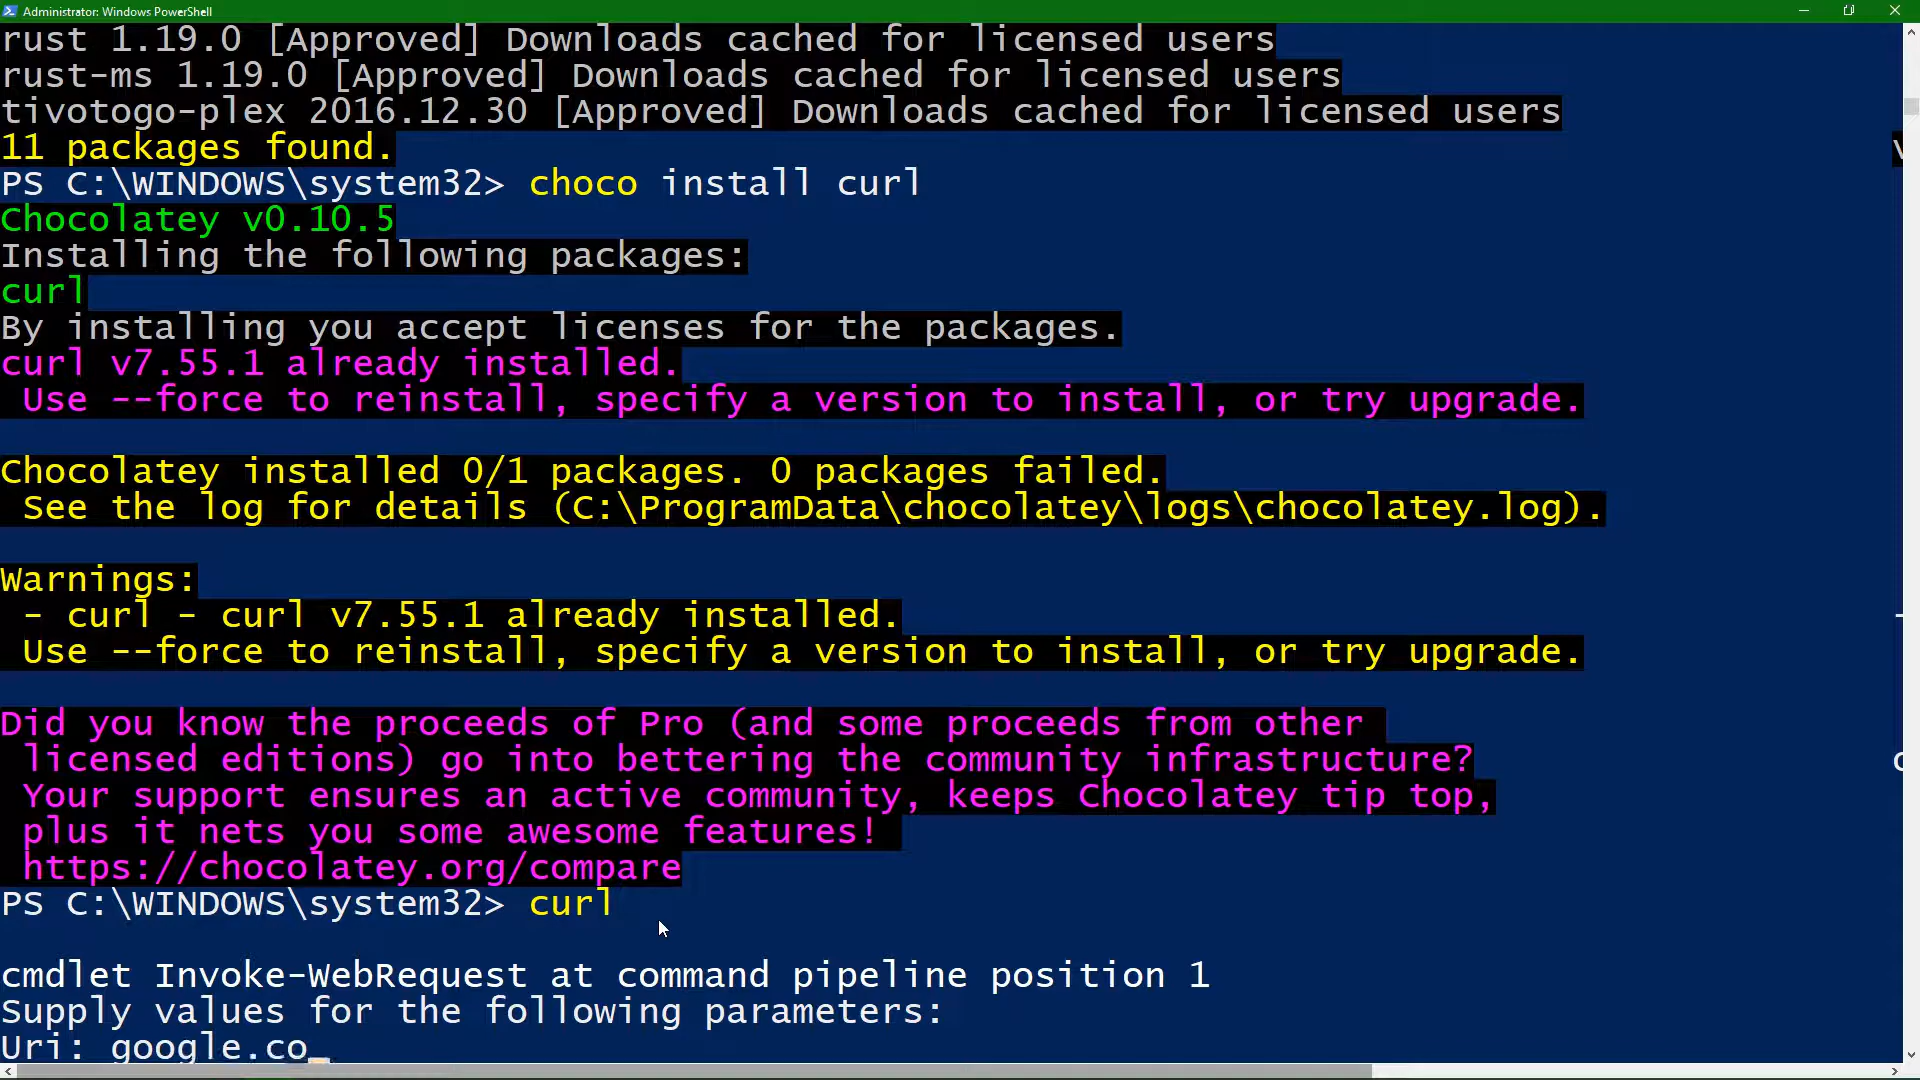 Administrator: Windows PowerShell
rust 1.19.0 [Approved] Downloads cached for licensed users
rust-ms 1.19.0 [Approved] Downloads cached for licensed users
tivotogo-plex 2016.12.30 [Approved] Downloads cached for licensed users
11 packages found.
PS C:\WINDOWS\system32> choco install curl
Chocolatey v0.10.5
Installing the following packages:
curl
By installing you accept licenses for the packages.
curl v7.55.1 already installed.
Use --force to reinstall, specify a version to install, or try upgrade.
Chocolatey installed 0/1 packages. 0 packages failed.
See the log for details (C:\ProgramData\chocolatey\logs\chocolatey.log).
Warnings:
- curl - curl v7.55.1 already installed.
Use --force to reinstall, specify a version to install, or try upgrade.
Did you know the proceeds of Pro (and some proceeds from other
licensed editions) go into bettering the community infrastructure?
Your support ensures an active community, keeps Chocolatey tip top,
plus it nets you some awesome features!
https://chocolatey.org/compare
PS C:\WINDOWS\system32> curl
cmdlet Invoke-WebRequest at command pipeline position 1
Supply values for the following parameters:
Uri: google.co